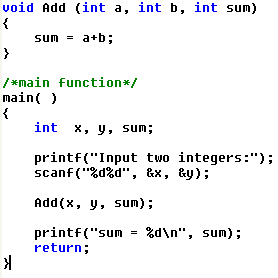 void Add (int a, int b, int sum)
{
    sum = a+b;
}

/*main function*/
main( )
{
    int  x, y, sum;

    printf("Input two integers:");
    scanf("%d%d", &x, &y);

    Add(x, y, sum);

    printf("sum = %d\n", sum);
    return;
}